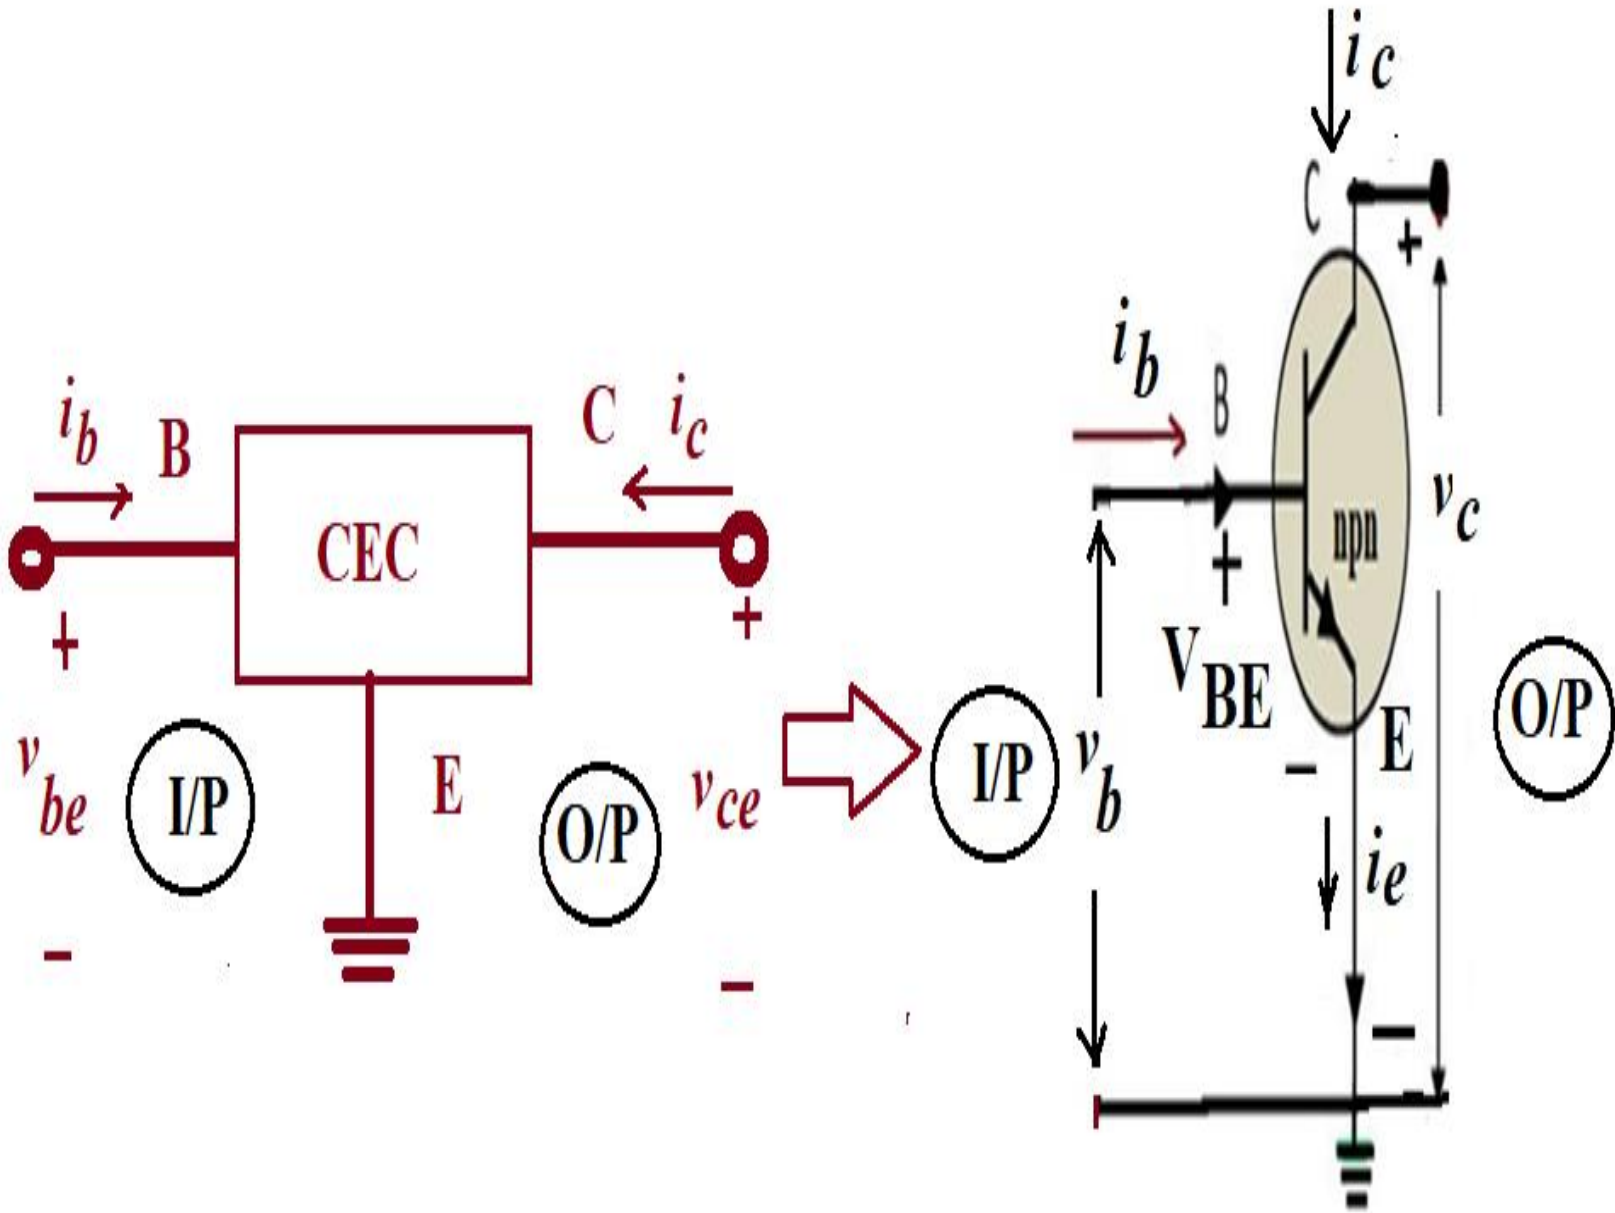 i_b
B
CEC
C
i_c
+
+
v_be
I/P
E
O/P
v_ce
−
−
i_c
C
+
i_b
B
npn
v_c
+
V_BE
E
−
I/P
v_b
O/P
i_e
−